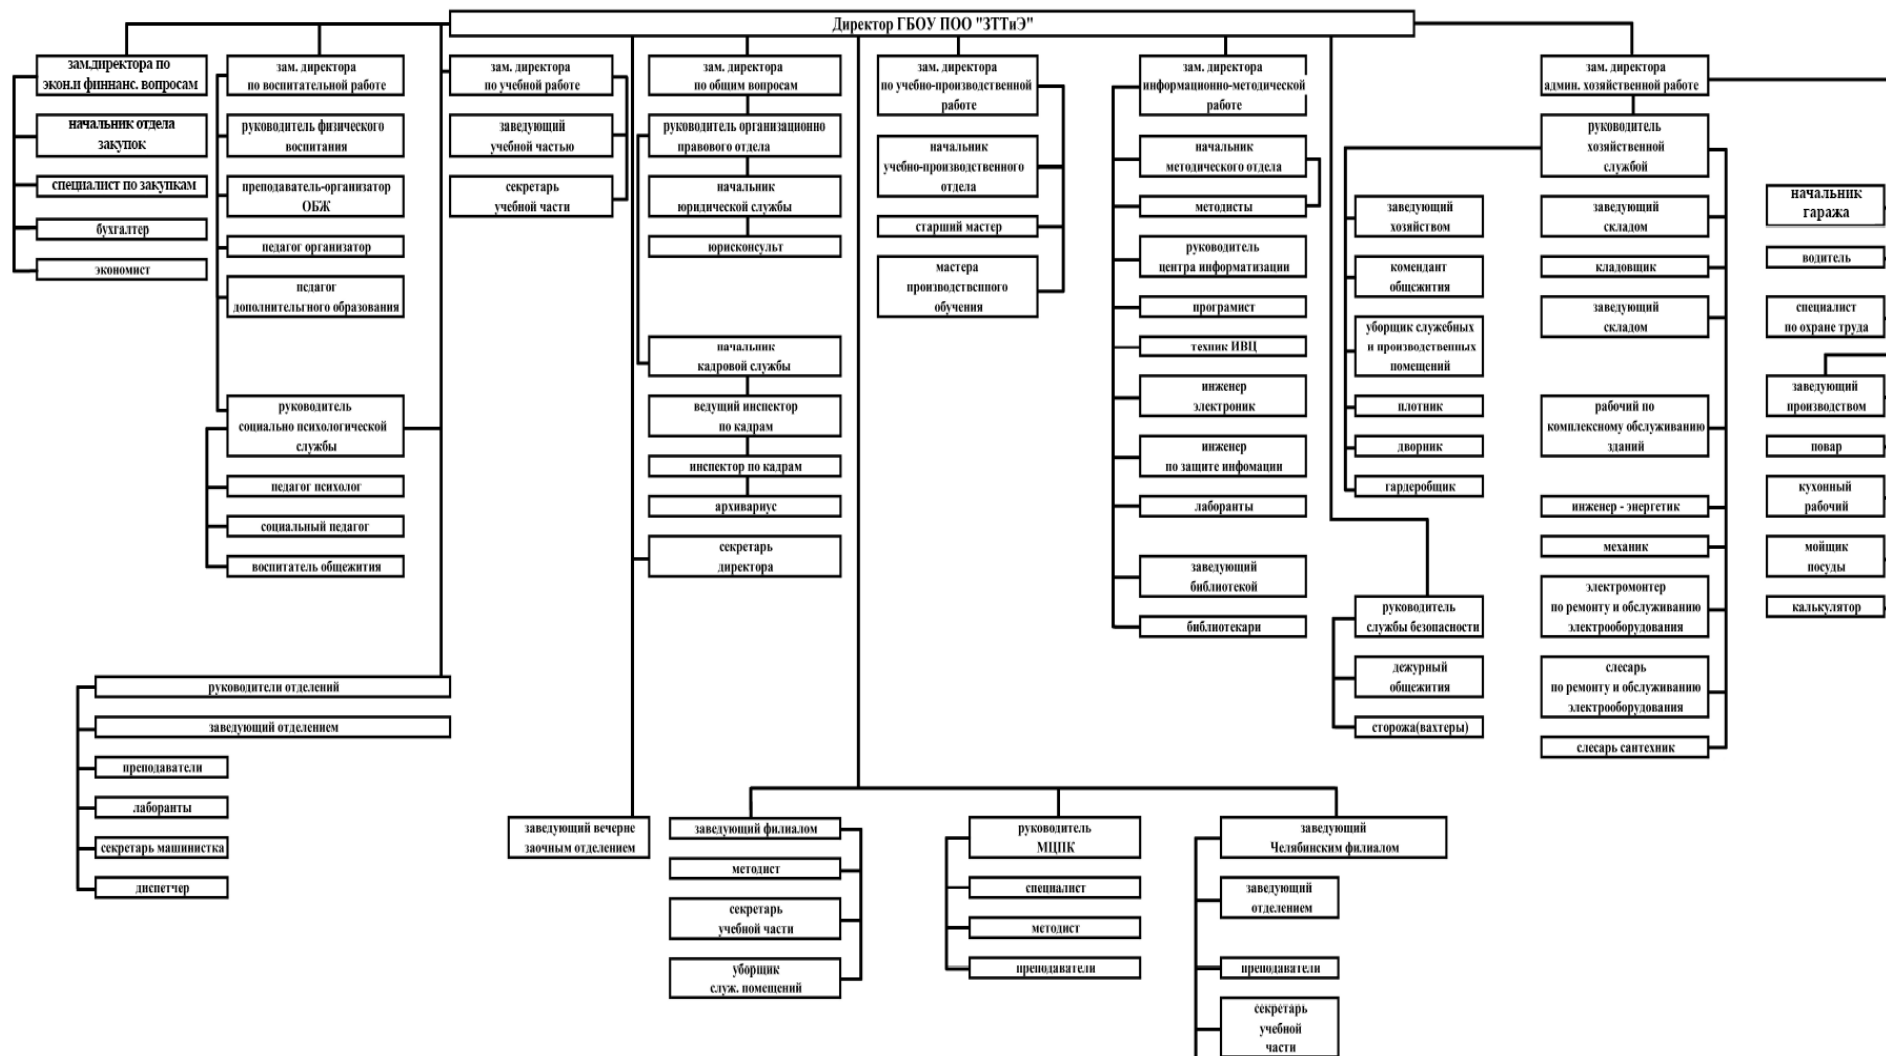 Директор ГБОУ ПОО "ЗТТиЭ"
зам.директора по
экон.и финнанс. вопросам
начальник отдела
закупок
специалист по закупкам
бухгалтер
экономист
зам. директора
по воспитательной работе
руководитель физического
воспитания
преподаватель-организатор
ОБЖ
педагог организатор
педагог
дополнительгного образования
руководитель
социально психологической
службы
педагог психолог
социальный педагог
воспитатель общежития
руководители отделений
заведующий отделением
преподаватели
лаборанты
секретарь машинистка
диспетчер
зам. директора
по учебной работе
заведующий
учебной частью
секретарь
учебной части
зам. директора
по общим вопросам
руководитель организационно
правового отдела
начальник
юридической службы
юрисконсульт
начальник
кадровой службы
ведущий инспектор
по кадрам
инспектор по кадрам
архивариус
секретарь
директора
зам. директора
по учебно-производственной
работе
начальник
учебно-производственного
отдела
старший мастер
мастера
производственного
обучения
зам. директора
информационно-методической
работе
начальник
методического отдела
методисты
руководитель
центра информатизации
програмист
техник ИВЦ
инженер
электроник
инженер
по защите инфомации
лаборанты
заведующий
библиотекой
библиотекари
заведующий
хозяйством
комендант
общежития
уборщик служебных
и производственных
помещений
плотник
дворник
гардеробщик
руководитель
службы безопасности
дежурный
общежития
сторожа(вахтеры)
зам. директора
админ. хозяйственной работе
руководитель
хозяйственной
службой
заведующий
складом
кладовщик
заведующий
складом
рабочий по
комплексному обслуживанию
зданий
инженер - энергетик
механик
электромонтер
по ремонту и обслуживанию
электрооборудования
слесарь
по ремонту и обслуживанию
электрооборудования
слесарь сантехник
начальник
гаража
водитель
специалист
по охране труда
заведующий
производством
повар
кухонный
рабочий
мойщик
посуды
калькулятор
заведующий вечерне
заочным отделением
заведующий филиалом
методист
секретарь
учебной части
уборщик
служ. помещений
руководитель
МЦПК
специалист
методист
преподаватели
заведующий
Челябинским филиалом
заведующий
отделением
преподаватели
секретарь
учебной
части